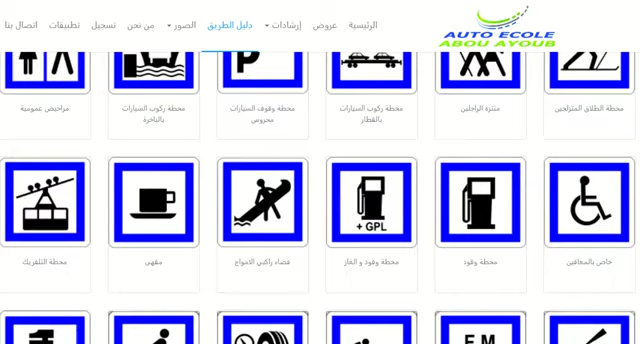 الرئيسية عروض إرشادات دليل الطريق الصور من نحن تسجيل تطبيقات اتصال بنا
AUTO ECOLE
ABOU AYOUB
P
محطة انطلاق المتزلجين
منتزه الراجلين
محطة ركوب السيارات
بالقطار
محطة وقوف السيارات
محروس
محطة ركوب السيارات
بالباخرة
مراحيض عمومية
+ GPL
خاص بالمعاقين
محطة وقود
محطة وقود و الغاز
فضاء راكبي الامواج
مقهى
محطة التلفريك
F M